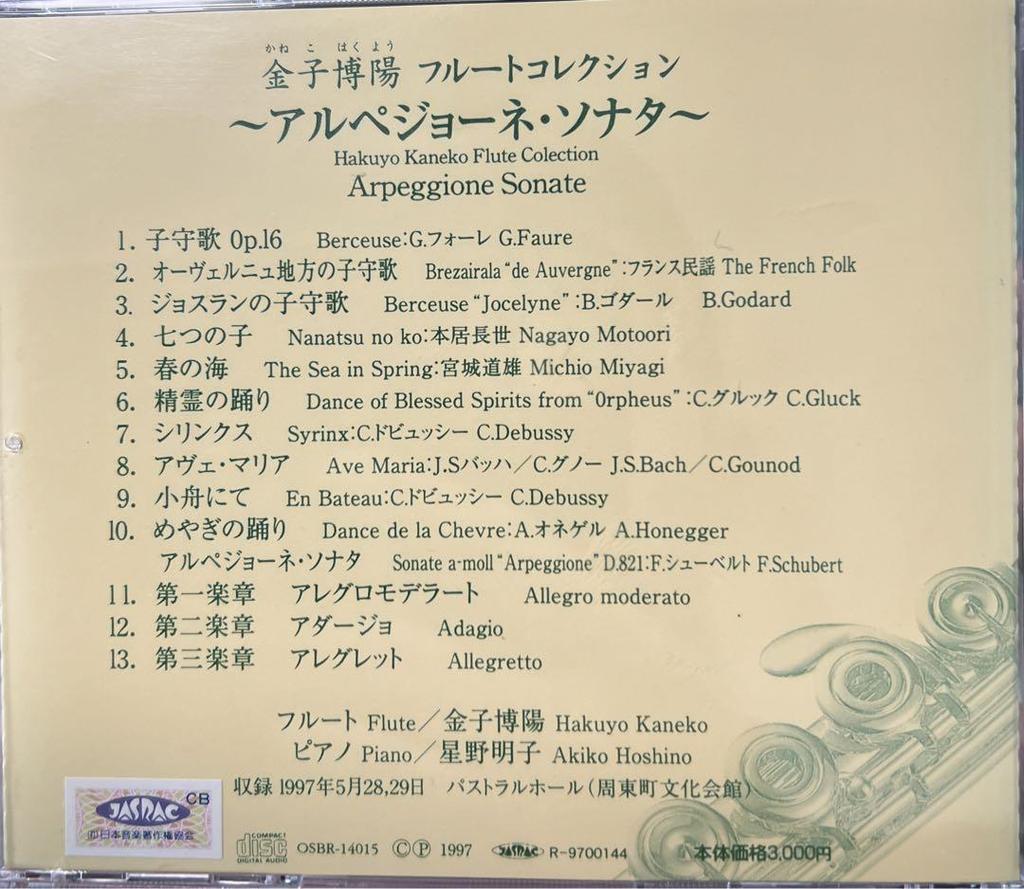 かねこ はくよう
金子博陽 フルートコレクション
～アルペジョーネ・ソナタ～
Hakuyo Kaneko Flute Colection
Arpeggione Sonate
1. 子守歌 Op.16 Berceuse:G.フォーレ G.Faure
2. オーヴェルニュ地方の子守歌 Brezairala "de Auvergne":フランス民謡 The French Folk
3. ジョスランの子守歌 Berceuse "Jocelyne":B.ゴダール B.Godard
4. 七つの子 Nanatsu no ko:本居長世 Nagayo Motoori
5. 春の海 The Sea in Spring:宮城道雄 Michio Miyagi
6. 精霊の踊り Dance of Blessed Spirits from "Orpheus":C.グルック C.Gluck
7. シリンクス Syrinx:C.ドビュッシー C.Debussy
8. アヴェ・マリア Ave Maria:J.Sバッハ／C.グノー J.S.Bach／C.Gounod
9. 小舟にて En Bateau:C.ドビュッシー C.Debussy
10. めやぎの踊り Dance de la Chevre:A.オネゲル A.Honegger
アルペジョーネ・ソナタ Sonate a-moll "Arpeggione" D.821:F.シューベルト F.Schubert
11. 第一楽章 アレグロモデラート Allegro moderato
12. 第二楽章 アダージョ Adagio
13. 第三楽章 アレグレット Allegretto
フルート Flute／金子博陽 Hakuyo Kaneko
ピアノ Piano／星野明子 Akiko Hoshino
収録 1997年5月28,29日 パストラルホール(周東町文化会館)
JASRAC CB
(社)日本音楽著作権協会
COMPACT disc DIGITAL AUDIO OSBR-14015 ⒸⓅ 1997 JASRAC R-9700144 本体価格3,000円